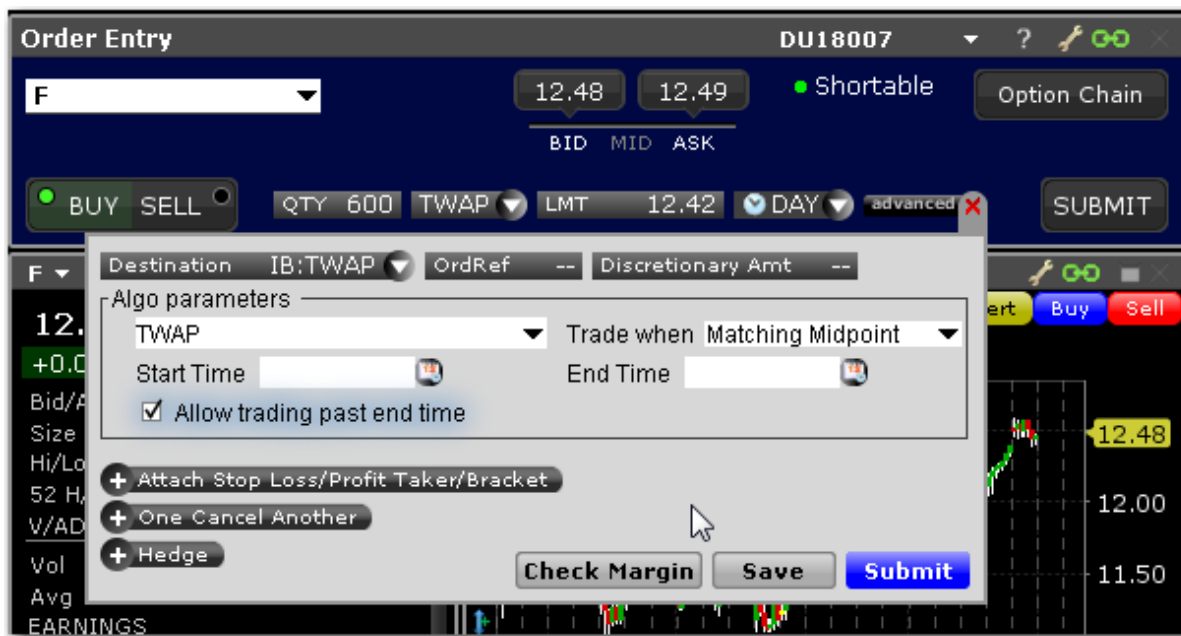 Order Entry DU18007 ?
F 12.48 12.49 Shortable Option Chain
BID MID ASK
BUY SELL QTY 600 TWAP LMT 12.42 DAY advanced SUBMIT
Destination IB:TWAP OrdRef -- Discretionary Amt --
F
Algo parameters
Buy Sell
12.
TWAP Trade when Matching Midpoint
+0.0
Start Time End Time
Bid/A
Allow trading past end time
Size
12.48
Hi/Lo
Attach Stop Loss/Profit Taker/Bracket
52 H/
12.00
One Cancel Another
V/AD
Hedge
Vol
Check Margin Save Submit
11.50
Avg
EARNINGS